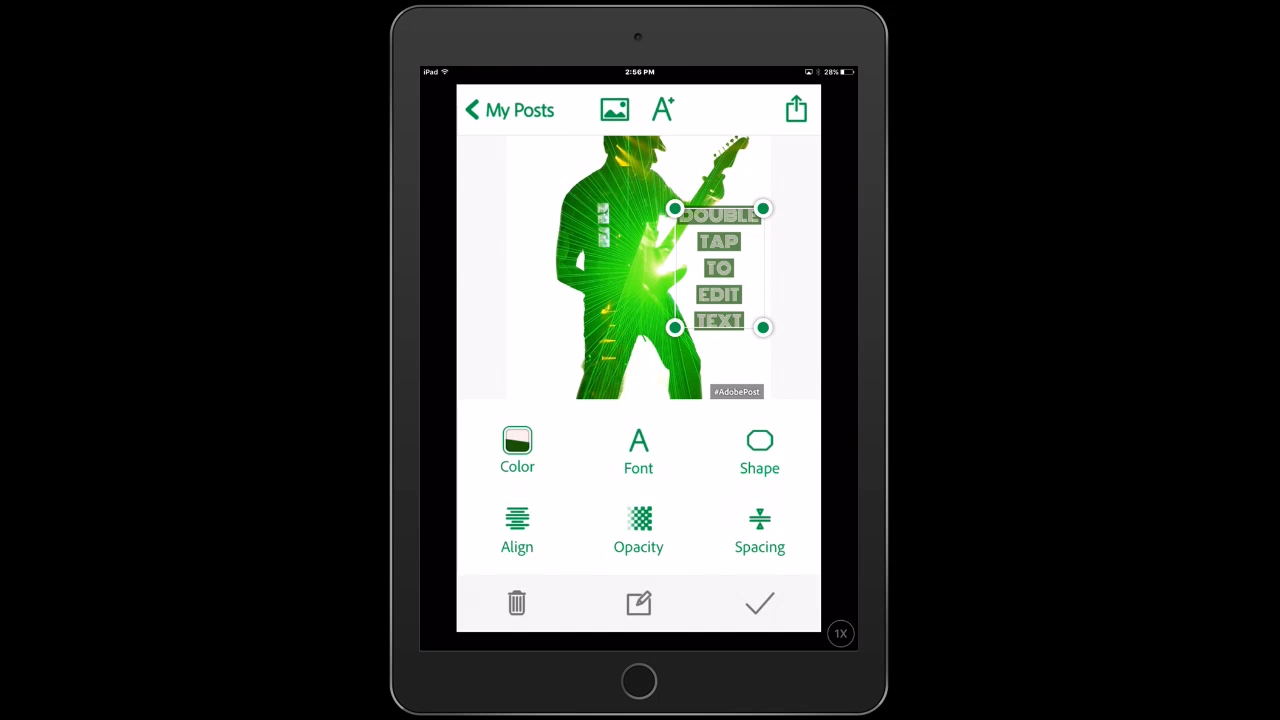 iPad
2:56 PM
28%
My Posts
DOUBLE
TAP
TO
EDIT
TEXT
#AdobePost
Color
Font
Shape
Align
Opacity
Spacing
1X